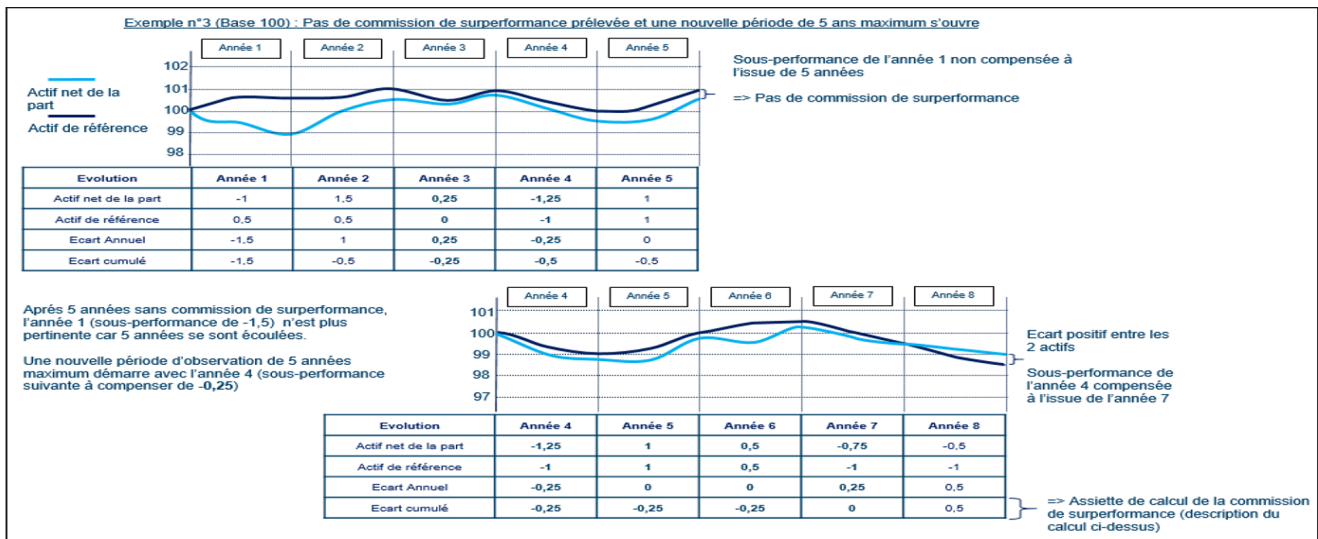 Exemple n°3 (Base 100) : Pas de commission de surperformance prélevée et une nouvelle période de 5 ans maximum s'ouvre
Année 1 Année 2 Année 3 Année 4 Année 5
102
101
100
99
98
Actif net de la
part
Actif de référence
Sous-performance de l'année 1 non compensée à
l'issue de 5 années
=> Pas de commission de surperformance
Evolution Année 1 Année 2 Année 3 Année 4 Année 5
Actif net de la part -1 1,5 0,25 -1,25 1
Actif de référence 0,5 0,5 0 -1 1
Ecart Annuel -1,5 1 0,25 -0,25 0
Ecart cumulé -1,5 -0,5 -0,25 -0,5 -0,5
Aprés 5 années sans commission de surperformance,
l'année 1 (sous-performance de -1,5) n'est plus
pertinente car 5 années se sont écoulées.
Une nouvelle période d'observation de 5 années
maximum démarre avec l'année 4 (sous-performance
suivante à compenser de -0,25)
Année 4 Année 5 Année 6 Année 7 Année 8
101
100
99
98
97
Ecart positif entre les
2 actifs
Sous-performance de
l'année 4 compensée
à l'issue de l'année 7
Evolution Année 4 Année 5 Année 6 Année 7 Année 8
Actif net de la part -1,25 1 0,5 -0,75 -0,5
Actif de référence -1 1 0,5 -1 -1
Ecart Annuel -0,25 0 0 0,25 0,5
Ecart cumulé -0,25 -0,25 -0,25 0 0,5
=> Assiette de calcul de la commission
de surperformance (description du
calcul ci-dessus)